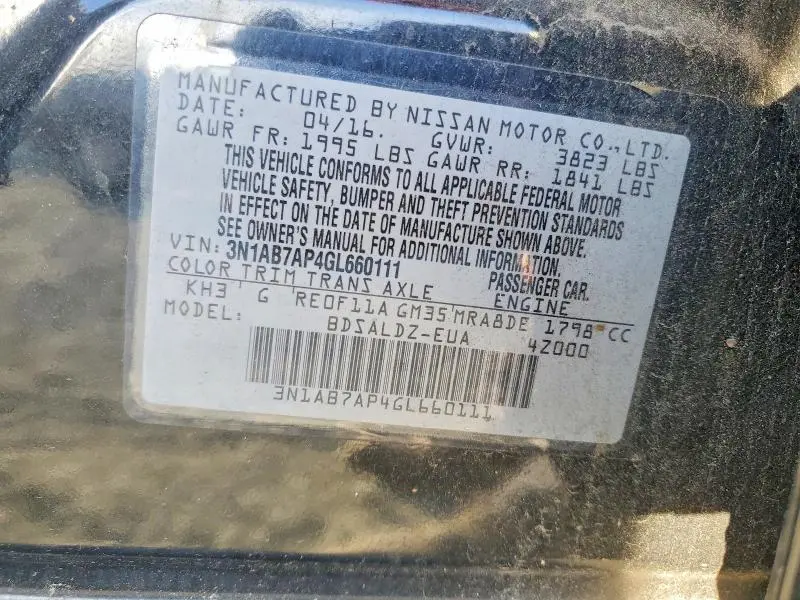 MANUFACTURED BY NISSAN MOTOR CO.,LTD.
DATE: 04/16. GVWR: 3823 LBS
GAWR FR: 1995 LBS GAWR RR: 1841 LBS
THIS VEHICLE CONFORMS TO ALL APPLICABLE FEDERAL MOTOR
VEHICLE SAFETY, BUMPER AND THEFT PREVENTION STANDARDS
IN EFFECT ON THE DATE OF MANUFACTURE SHOWN ABOVE.
SEE OWNER'S MANUAL FOR ADDITIONAL INFORMATION.
VIN: 3N1AB7AP4GL660111 PASSENGER CAR.
COLOR TRIM TRANS AXLE ENGINE
KH3 G RE0F11A GM35 MRA8DE 1798 CC
MODEL: BDSALDZ-EUA 4Z000
3N1AB7AP4GL660111